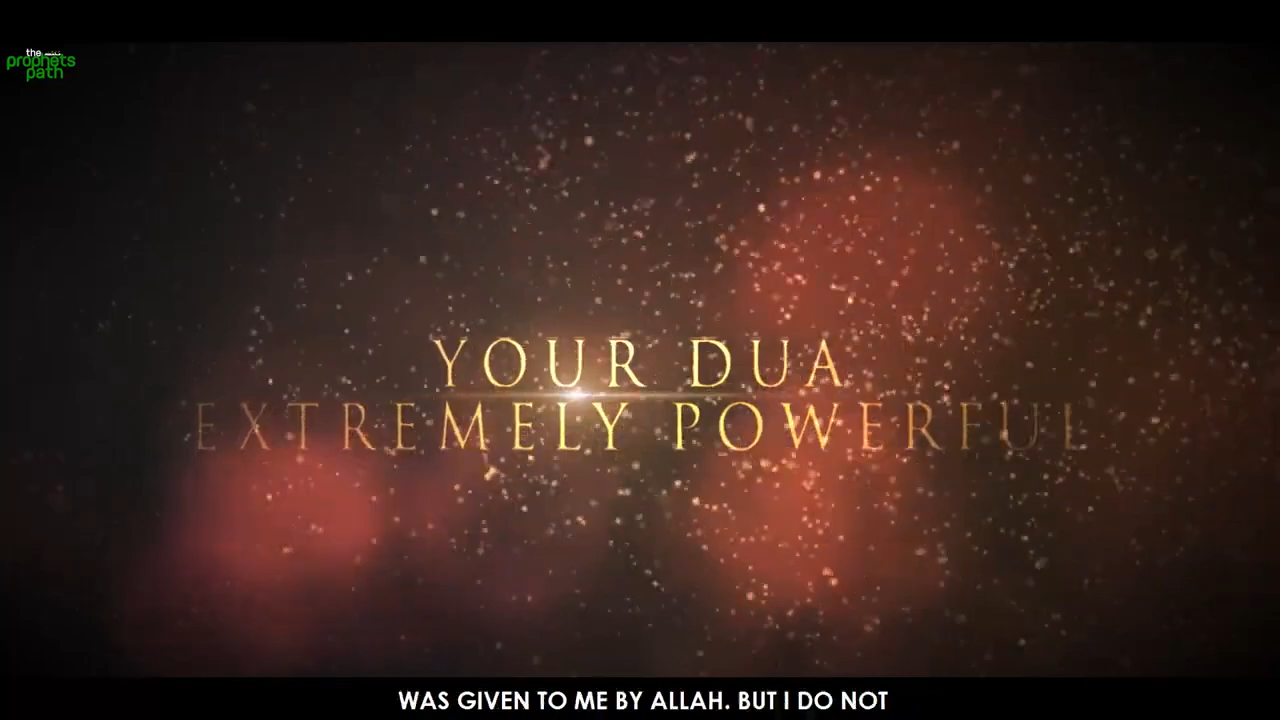 the
prophets
path
YOUR DUA
EXTREMELY POWERFUL
WAS GIVEN TO ME BY ALLAH. BUT I DO NOT